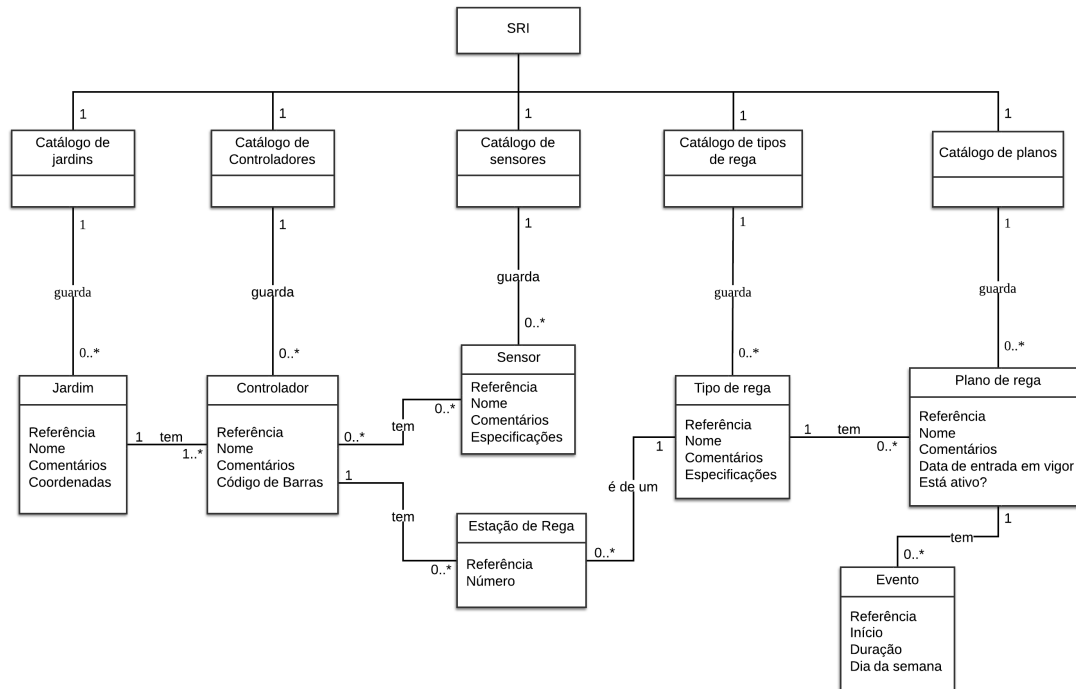 SRI
1
1
1
1
1
Catálogo de
jardins
Catálogo de
Controladores
Catálogo de
sensores
Catálogo de tipos
de rega
Catálogo de planos
1
1
1
1
1
guarda
guarda
guarda
guarda
guarda
0..*
0..*
0..*
0..*
0..*
Jardim
Referência
Nome
Comentários
Coordenadas
1
tem
1..*
Controlador
Referência
Nome
Comentários
Código de Barras
0..*
tem
0..*
1
tem
0..*
Sensor
Referência
Nome
Comentários
Especificações
Estação de Rega
Referência
Número
0..*
é de um
1
Tipo de rega
Referência
Nome
Comentários
Especificações
1
tem
0..*
Plano de rega
Referência
Nome
Comentários
Data de entrada em vigor
Está ativo?
1
tem
0..*
Evento
Referência
Início
Duração
Dia da semana